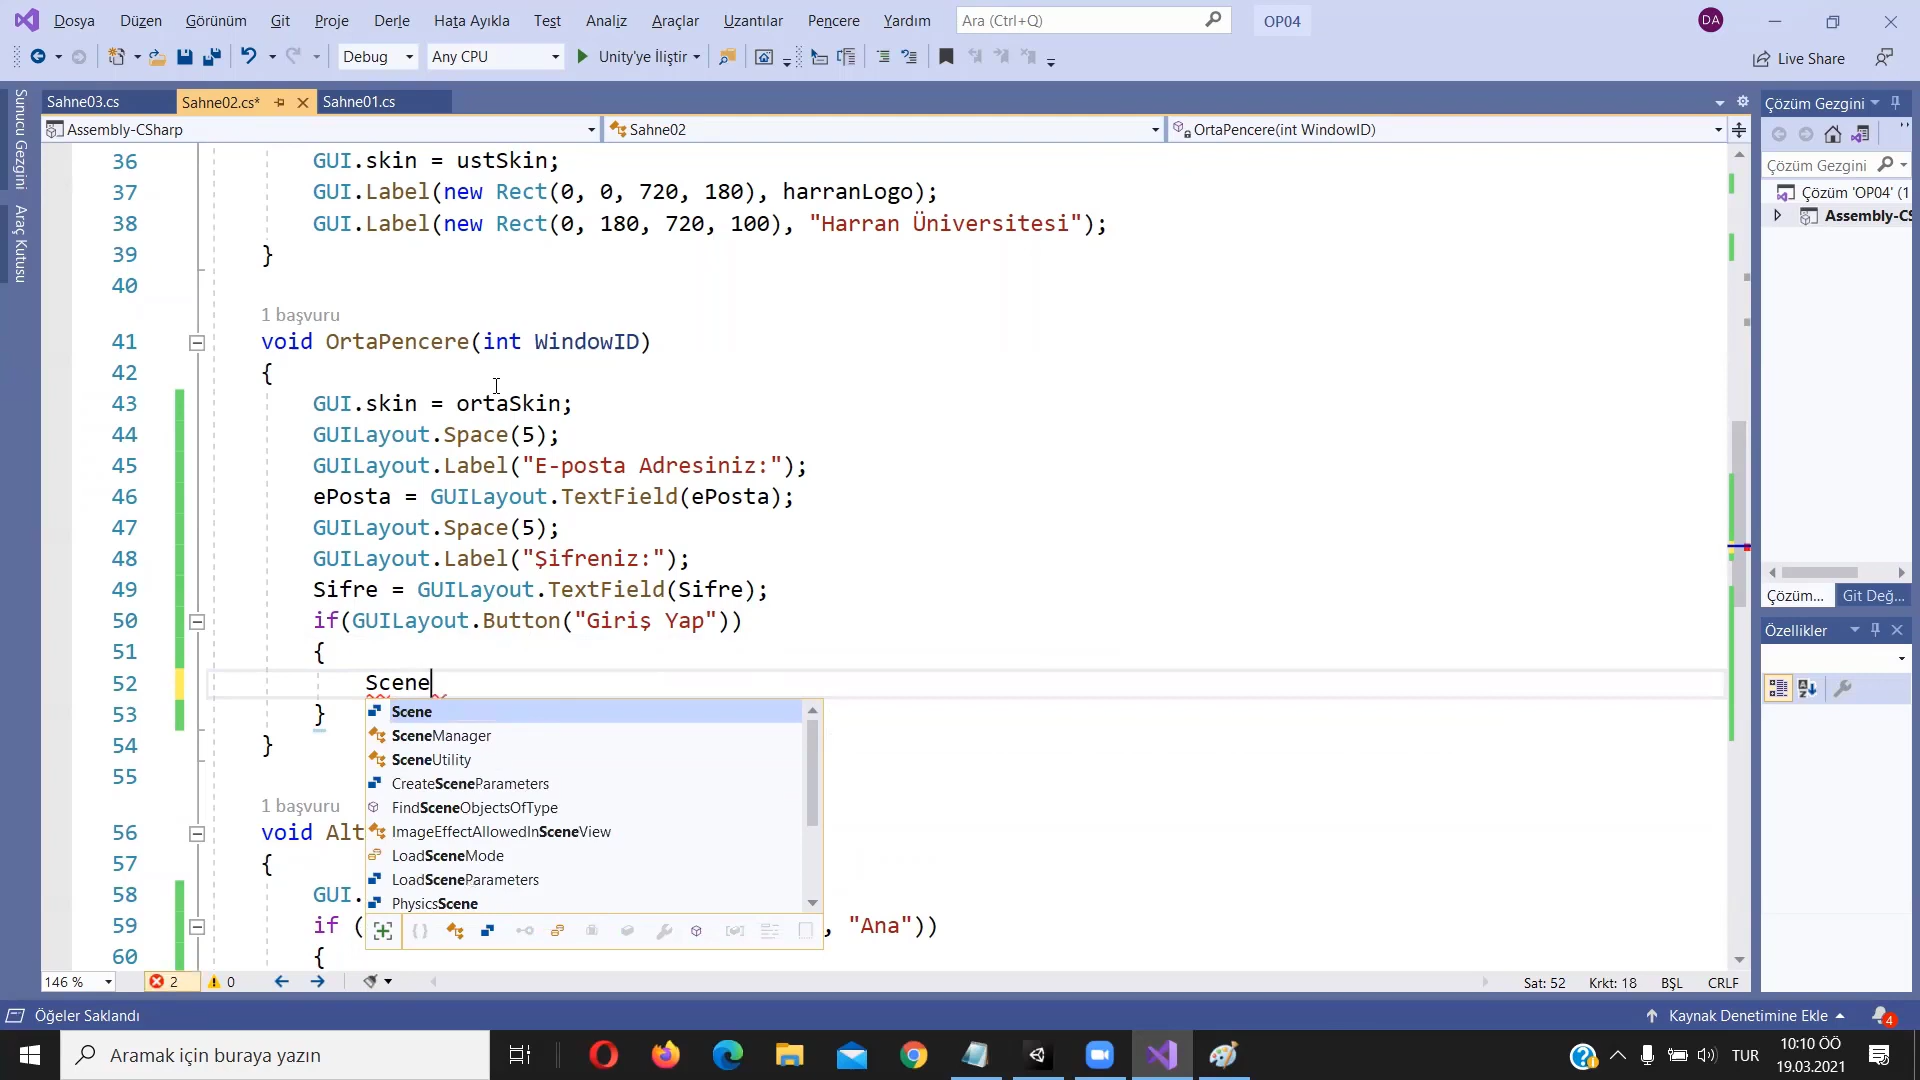 Dosya Düzen Görünüm Git Proje Derle Hata Ayıkla Test Analiz Araçlar Uzantılar Pencere Yardım Ara (Ctrl+Q) OP04 DA
Debug Any CPU Unity'ye İliştir Live Share
Sunucu Gezgini
Araç Kutusu
Sahne03.cs Sahne02.cs* Sahne01.cs
Assembly-CSharp Sahne02 OrtaPencere(int WindowID)
36 GUI.skin = ustSkin;
37 GUI.Label(new Rect(0, 0, 720, 180), harranLogo);
38 GUI.Label(new Rect(0, 180, 720, 100), "Harran Üniversitesi");
39 }
40
1 başvuru
41 void OrtaPencere(int WindowID)
42 {
43 GUI.skin = ortaSkin;
44 GUILayout.Space(5);
45 GUILayout.Label("E-posta Adresiniz:");
46 ePosta = GUILayout.TextField(ePosta);
47 GUILayout.Space(5);
48 GUILayout.Label("Şifreniz:");
49 Sifre = GUILayout.TextField(Sifre);
50 if(GUILayout.Button("Giriş Yap"))
51 {
52 Scene
53 }
54 }
55
1 başvuru
56 void Alt
57 {
58 GUI.
59 if ( , "Ana"))
60 {
Scene
SceneManager
SceneUtility
CreateSceneParameters
FindSceneObjectsOfType
ImageEffectAllowedInSceneView
LoadSceneMode
LoadSceneParameters
PhysicsScene
Çözüm Gezgini
Çözüm Gezgini
Çözüm 'OP04' (1
Assembly-CS
Çözüm... Git Değ...
Özellikler
146 % 2 0 Sat: 52 Krkt: 18 BŞL CRLF
Öğeler Saklandı Kaynak Denetimine Ekle 4
Aramak için buraya yazın TUR 10:10 ÖÖ
19.03.2021